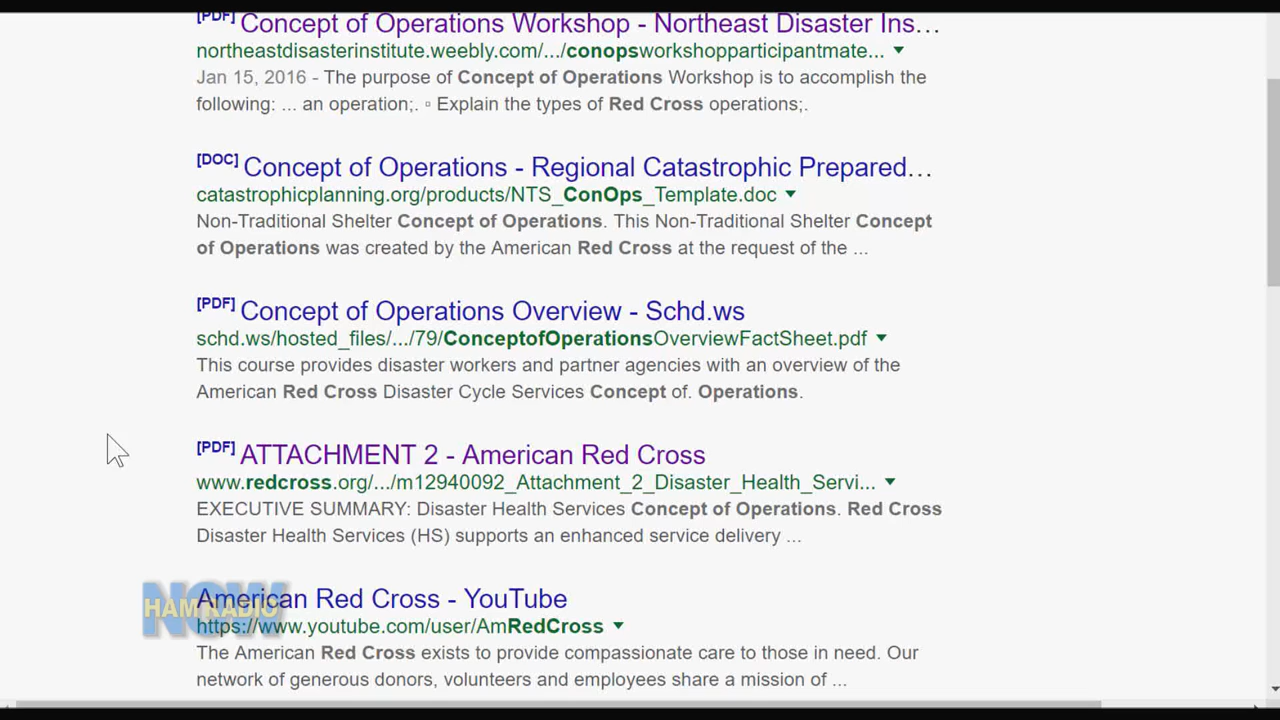 [PDF] Concept of Operations Workshop - Northeast Disaster Ins...
northeastdisasterinstitute.weebly.com/.../conopsworkshopparticipantmate... ▼
Jan 15, 2016 - The purpose of Concept of Operations Workshop is to accomplish the
following: ... an operation;. ▫ Explain the types of Red Cross operations;.
[DOC] Concept of Operations - Regional Catastrophic Prepared...
catastrophicplanning.org/products/NTS_ConOps_Template.doc ▼
Non-Traditional Shelter Concept of Operations. This Non-Traditional Shelter Concept
of Operations was created by the American Red Cross at the request of the ...
[PDF] Concept of Operations Overview - Schd.ws
schd.ws/hosted_files/.../79/ConceptofOperationsOverviewFactSheet.pdf ▼
This course provides disaster workers and partner agencies with an overview of the
American Red Cross Disaster Cycle Services Concept of. Operations.
[PDF] ATTACHMENT 2 - American Red Cross
www.redcross.org/.../m12940092_Attachment_2_Disaster_Health_Servi... ▼
EXECUTIVE SUMMARY: Disaster Health Services Concept of Operations. Red Cross
Disaster Health Services (HS) supports an enhanced service delivery ...
American Red Cross - YouTube
https://www.youtube.com/user/AmRedCross ▼
The American Red Cross exists to provide compassionate care to those in need. Our
network of generous donors, volunteers and employees share a mission of ...
HAM RADIO
NOW